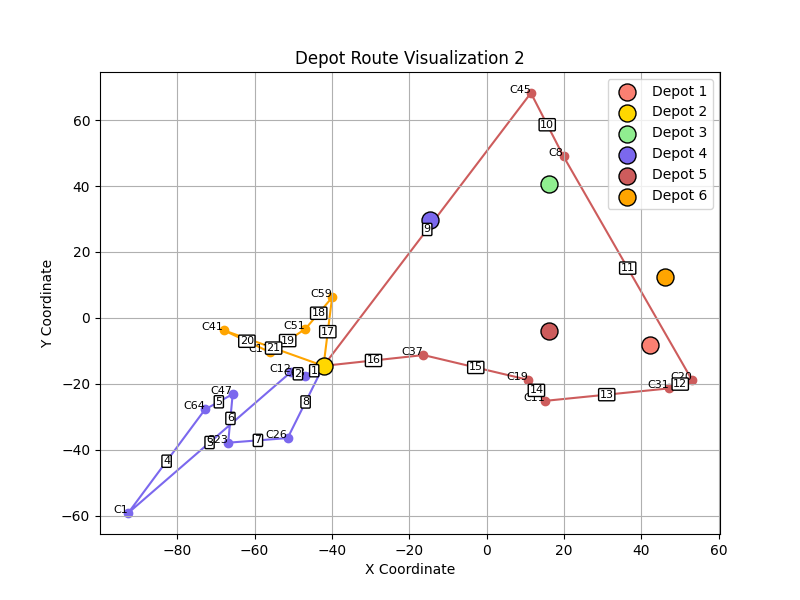 Depot Route Visualization 2
Depot 1
Depot 2
Depot 3
Depot 4
Depot 5
Depot 6
C45
10
C8
9
11
C59
18
C41
C51
17
20
19
21
16
C37
15
C12
2
1
C19
14
C11
13
C31
C20
12
C47
5
C64
8
6
C23
7
C26
4
C1
60
40
20
0
−20
−40
−60
−80
−60
−40
−20
0
20
40
60
X Coordinate
Y Coordinate